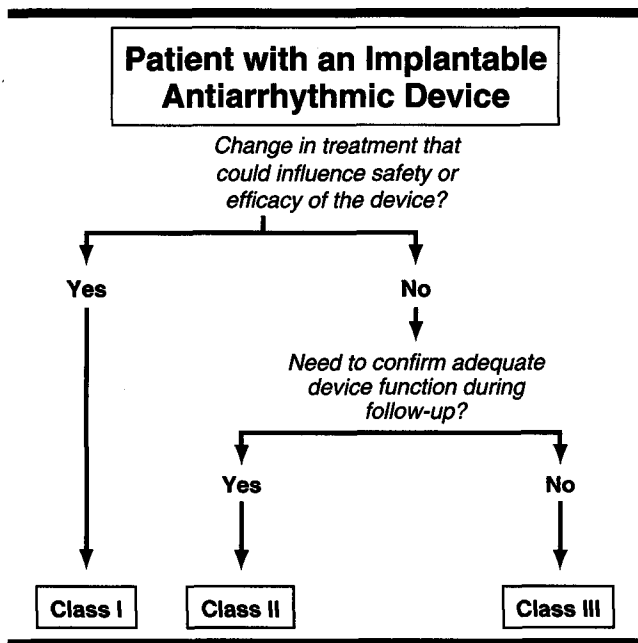 Patient with an Implantable
Antiarrhythmic Device
Change in treatment that
could influence safety or
efficacy of the device?
Yes
No
Need to confirm adequate
device function during
follow-up?
Yes
No
Class I
Class II
Class III